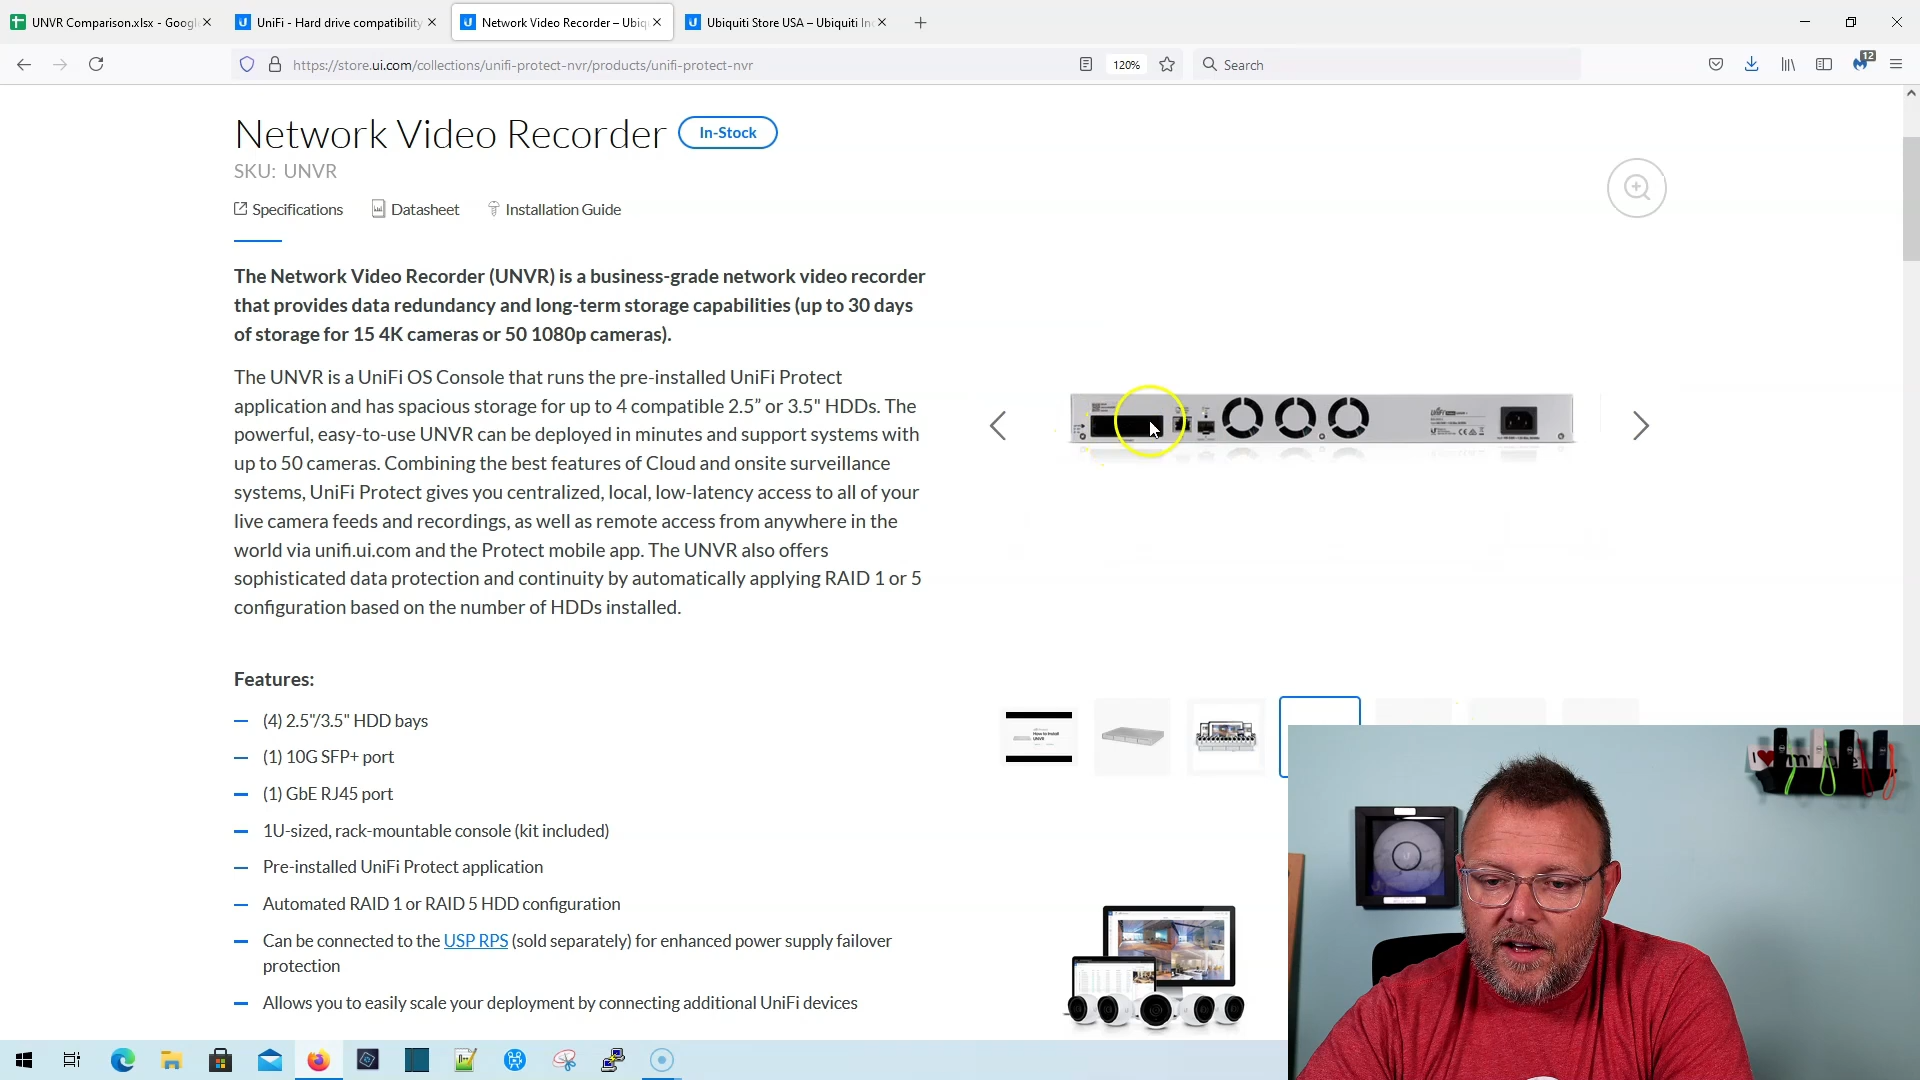 UNVR Comparison.xlsx - Googl
UniFi - Hard drive compatibility
Network Video Recorder – Ubiq
Ubiquiti Store USA – Ubiquiti In
https://store.ui.com/collections/unifi-protect-nvr/products/unifi-protect-nvr
120%
Search
12
Network Video Recorder
In-Stock
SKU: UNVR
Specifications
Datasheet
Installation Guide
The Network Video Recorder (UNVR) is a business-grade network video recorder
that provides data redundancy and long-term storage capabilities (up to 30 days
of storage for 15 4K cameras or 50 1080p cameras).
The UNVR is a UniFi OS Console that runs the pre-installed UniFi Protect
application and has spacious storage for up to 4 compatible 2.5” or 3.5" HDDs. The
powerful, easy-to-use UNVR can be deployed in minutes and support systems with
up to 50 cameras. Combining the best features of Cloud and onsite surveillance
systems, UniFi Protect gives you centralized, local, low-latency access to all of your
live camera feeds and recordings, as well as remote access from anywhere in the
world via unifi.ui.com and the Protect mobile app. The UNVR also offers
sophisticated data protection and continuity by automatically applying RAID 1 or 5
configuration based on the number of HDDs installed.
Features:
(4) 2.5"/3.5" HDD bays
(1) 10G SFP+ port
(1) GbE RJ45 port
1U-sized, rack-mountable console (kit included)
Pre-installed UniFi Protect application
Automated RAID 1 or RAID 5 HDD configuration
Can be connected to the USP RPS (sold separately) for enhanced power supply failover
protection
Allows you to easily scale your deployment by connecting additional UniFi devices
How to Install
UNVR
I